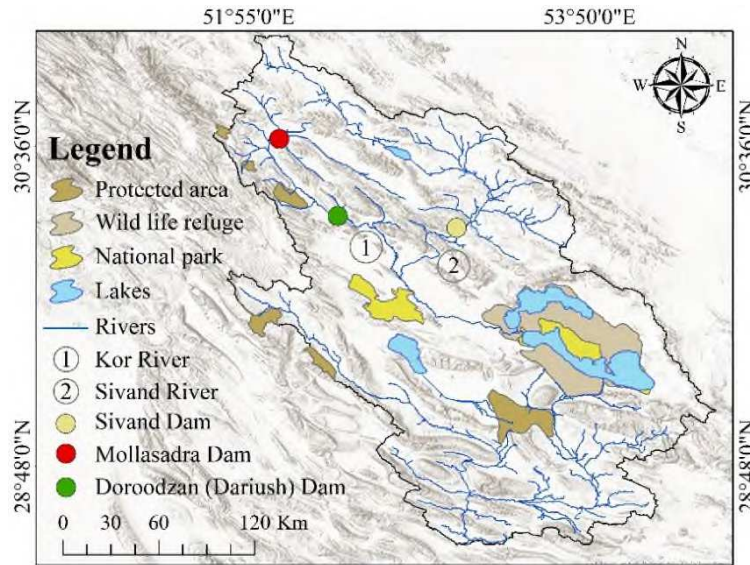 51°55'0"E
53°50'0"E
N
W E
S
30°36'0"N
30°36'0"N
Legend
Protected area
Wild life refuge
National park
Lakes
Rivers
1 Kor River
2 Sivand River
Sivand Dam
Mollasadra Dam
Doroodzan (Dariush) Dam
0 30 60 120 Km
1
2
28°48'0"N
28°48'0"N